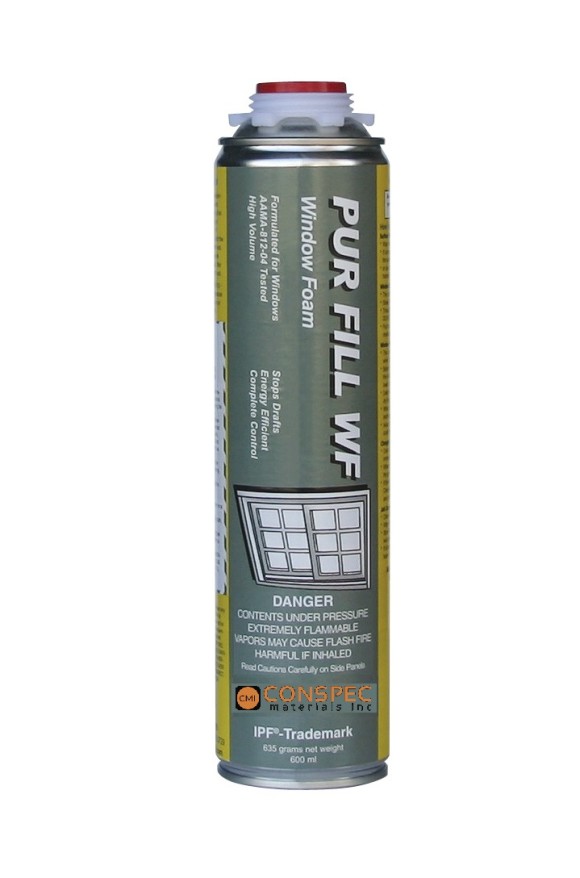 PUR FILL WF
Window Foam
Formulated for Windows
AAMA-812-04 Tested
High Volume
Stops Drafts
Energy Efficient
Complete Control
DANGER
CONTENTS UNDER PRESSURE
EXTREMELY FLAMMABLE
VAPORS MAY CAUSE FLASH FIRE
HARMFUL IF INHALED
Read Cautions Carefully on Side Panels
CMI
CONSPEC
materials Inc
IPF®-Trademark
635 grams net weight
600 ml